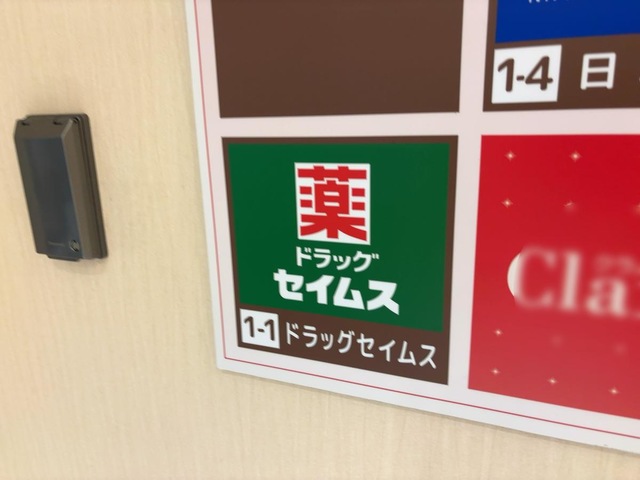 1-4 日
薬
ドラッグ
セイムス
1-1 ドラッグセイムス
Cla